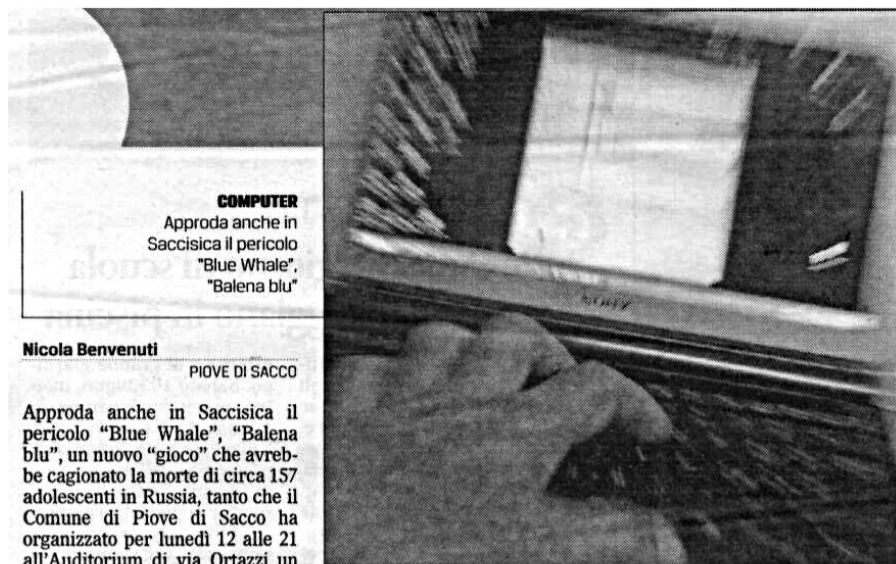 COMPUTER
Approda anche in
Saccisica il pericolo
"Blue Whale",
"Balena blu"
Nicola Benvenuti
PIOVE DI SACCO
Approda anche in Saccisica il
pericolo “Blue Whale”, “Balena
blu”, un nuovo “gioco” che avreb-
be cagionato la morte di circa 157
adolescenti in Russia, tanto che il
Comune di Piove di Sacco ha
organizzato per lunedì 12 alle 21
all’Auditorium di via Ortazzi un
SONY